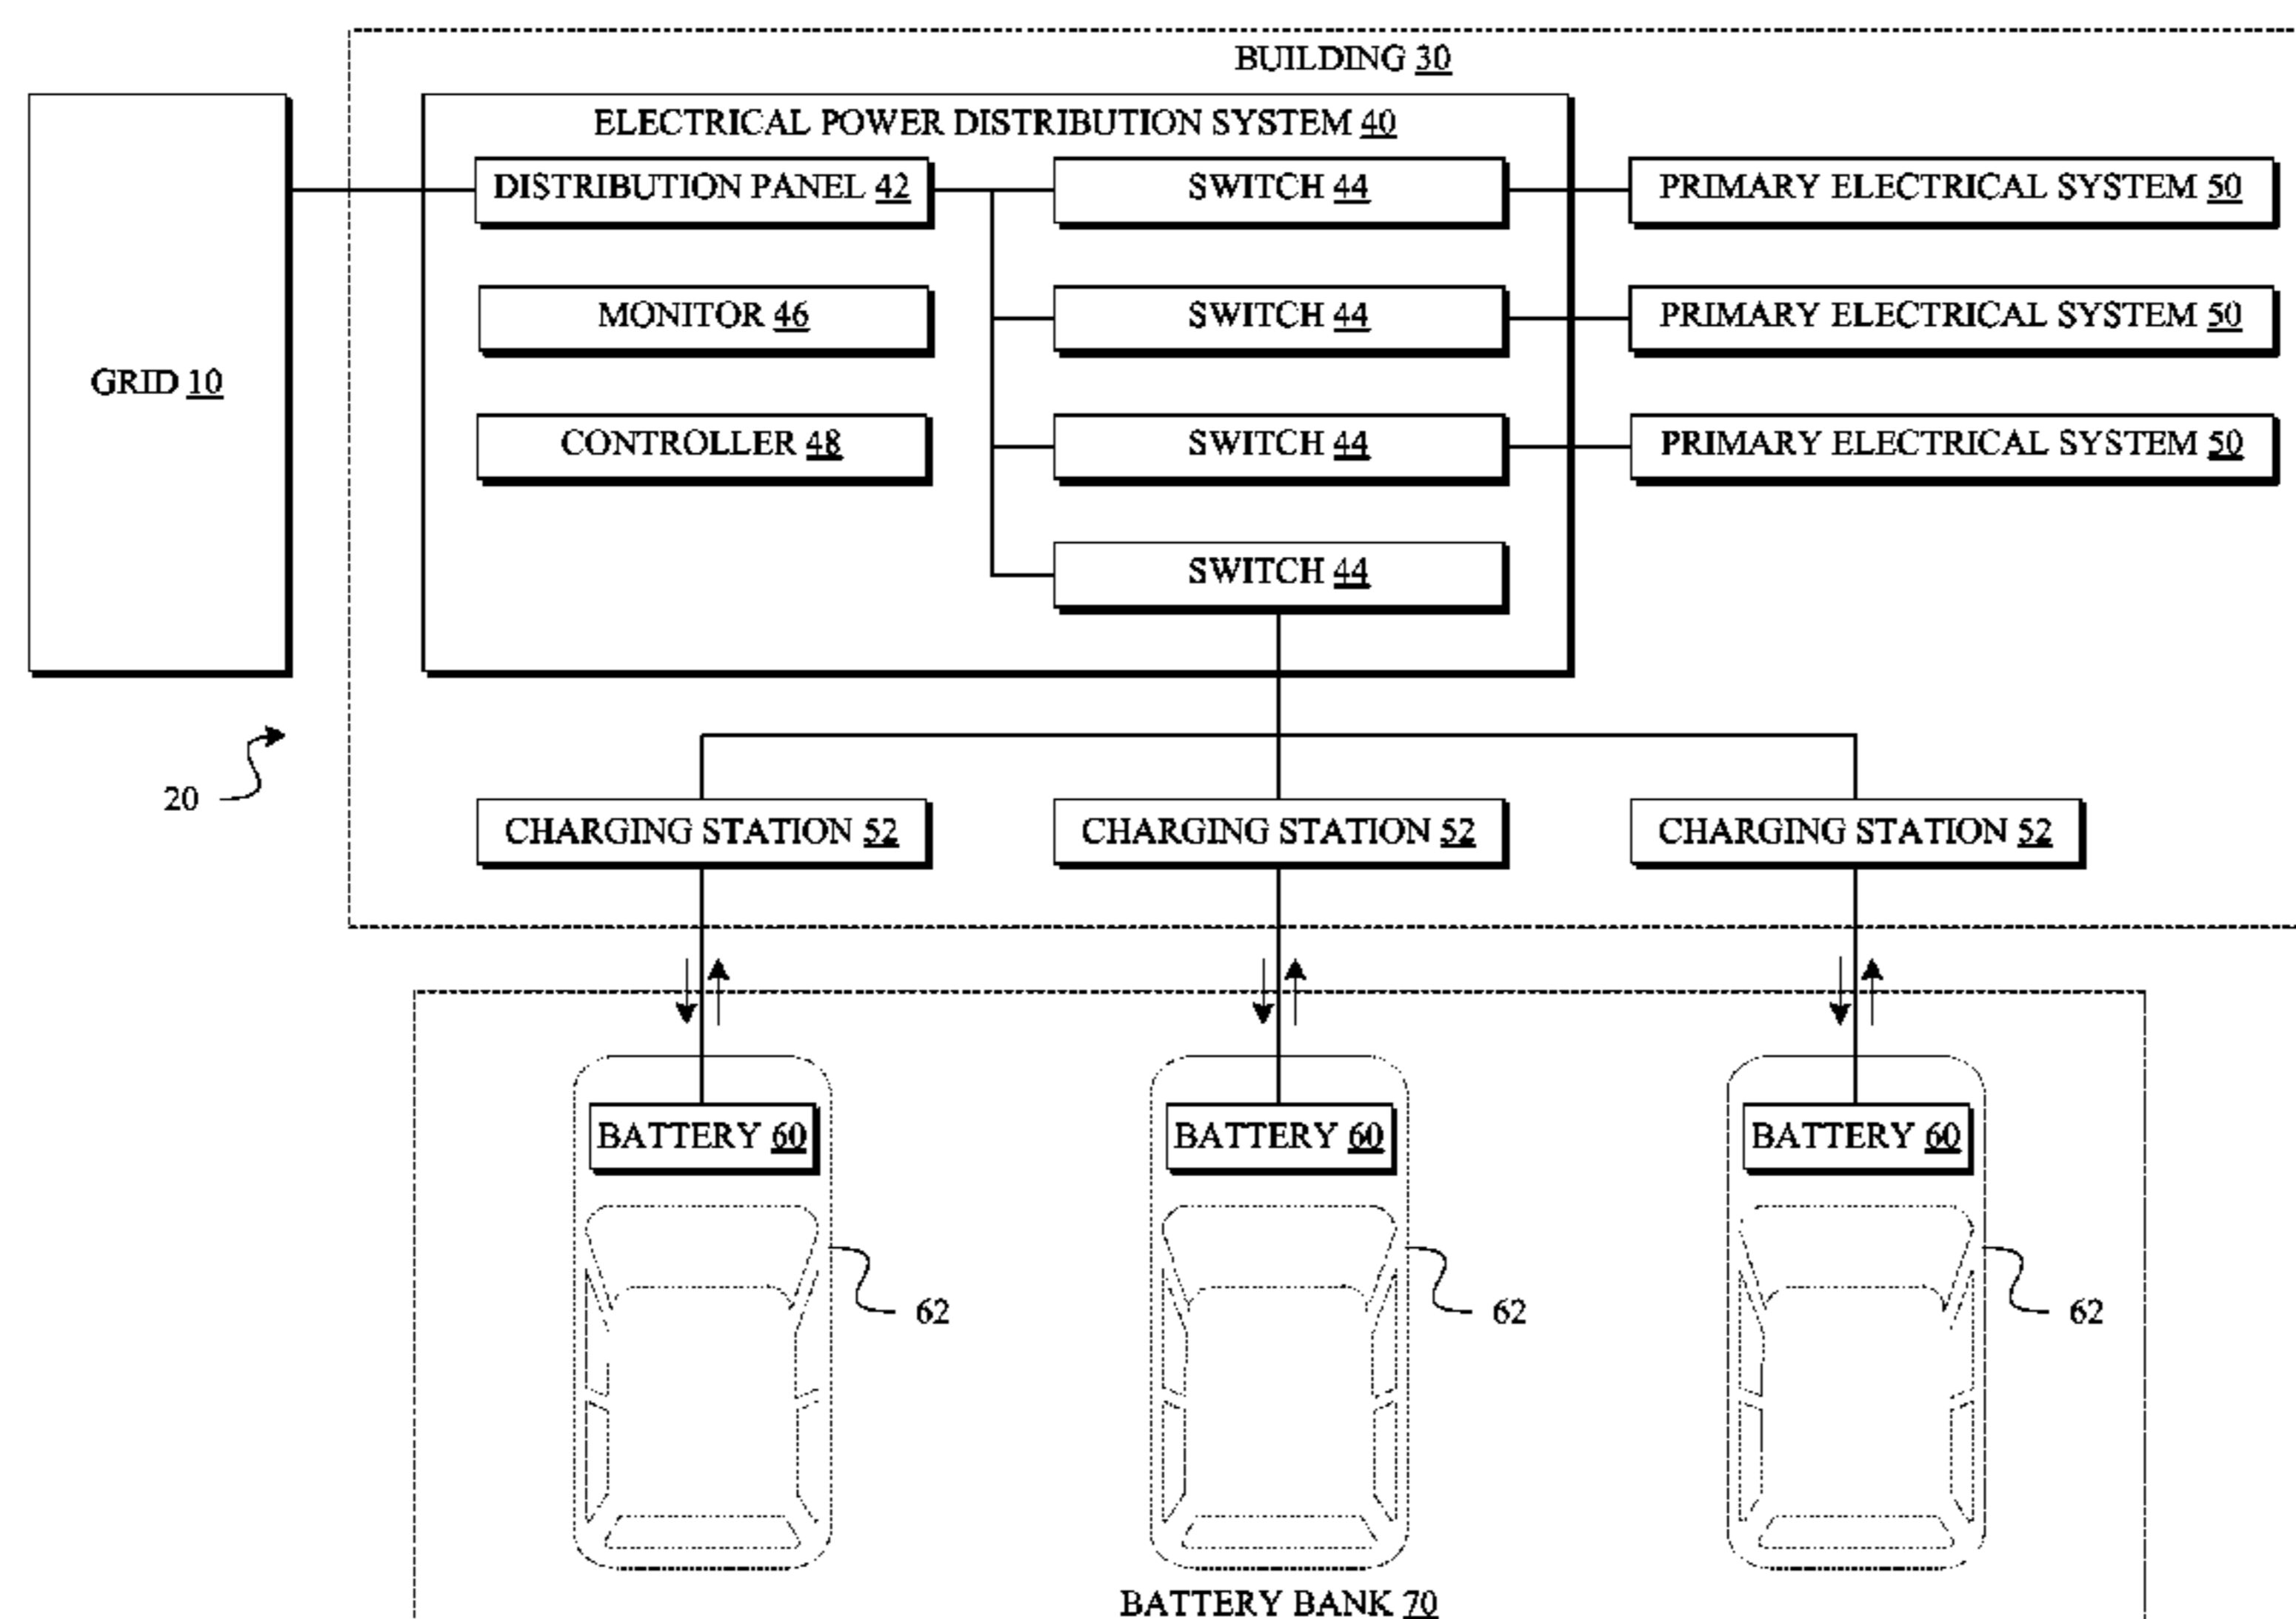 BUILDING 30
ELECTRICAL POWER DISTRIBUTION SYSTEM 40
DISTRIBUTION PANEL 42
SWITCH 44
PRIMARY ELECTRICAL SYSTEM 50
MONITOR 46
SWITCH 44
PRIMARY ELECTRICAL SYSTEM 50
GRID 10
CONTROLLER 48
SWITCH 44
PRIMARY ELECTRICAL SYSTEM 50
SWITCH 44
20
CHARGING STATION 52
CHARGING STATION 52
CHARGING STATION 52
BATTERY 60
BATTERY 60
BATTERY 60
62
62
62
BATTERY BANK 70